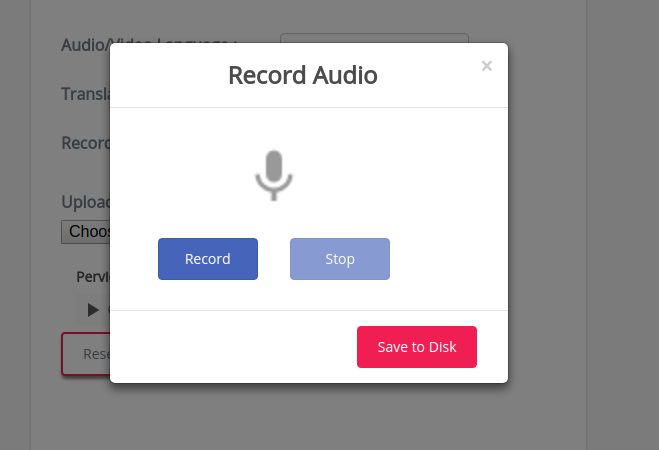 Audio/Video Language :
Record Audio
×
Transla
Record
Upload
Choos
Record
Stop
Pervi
Save to Disk
Rese